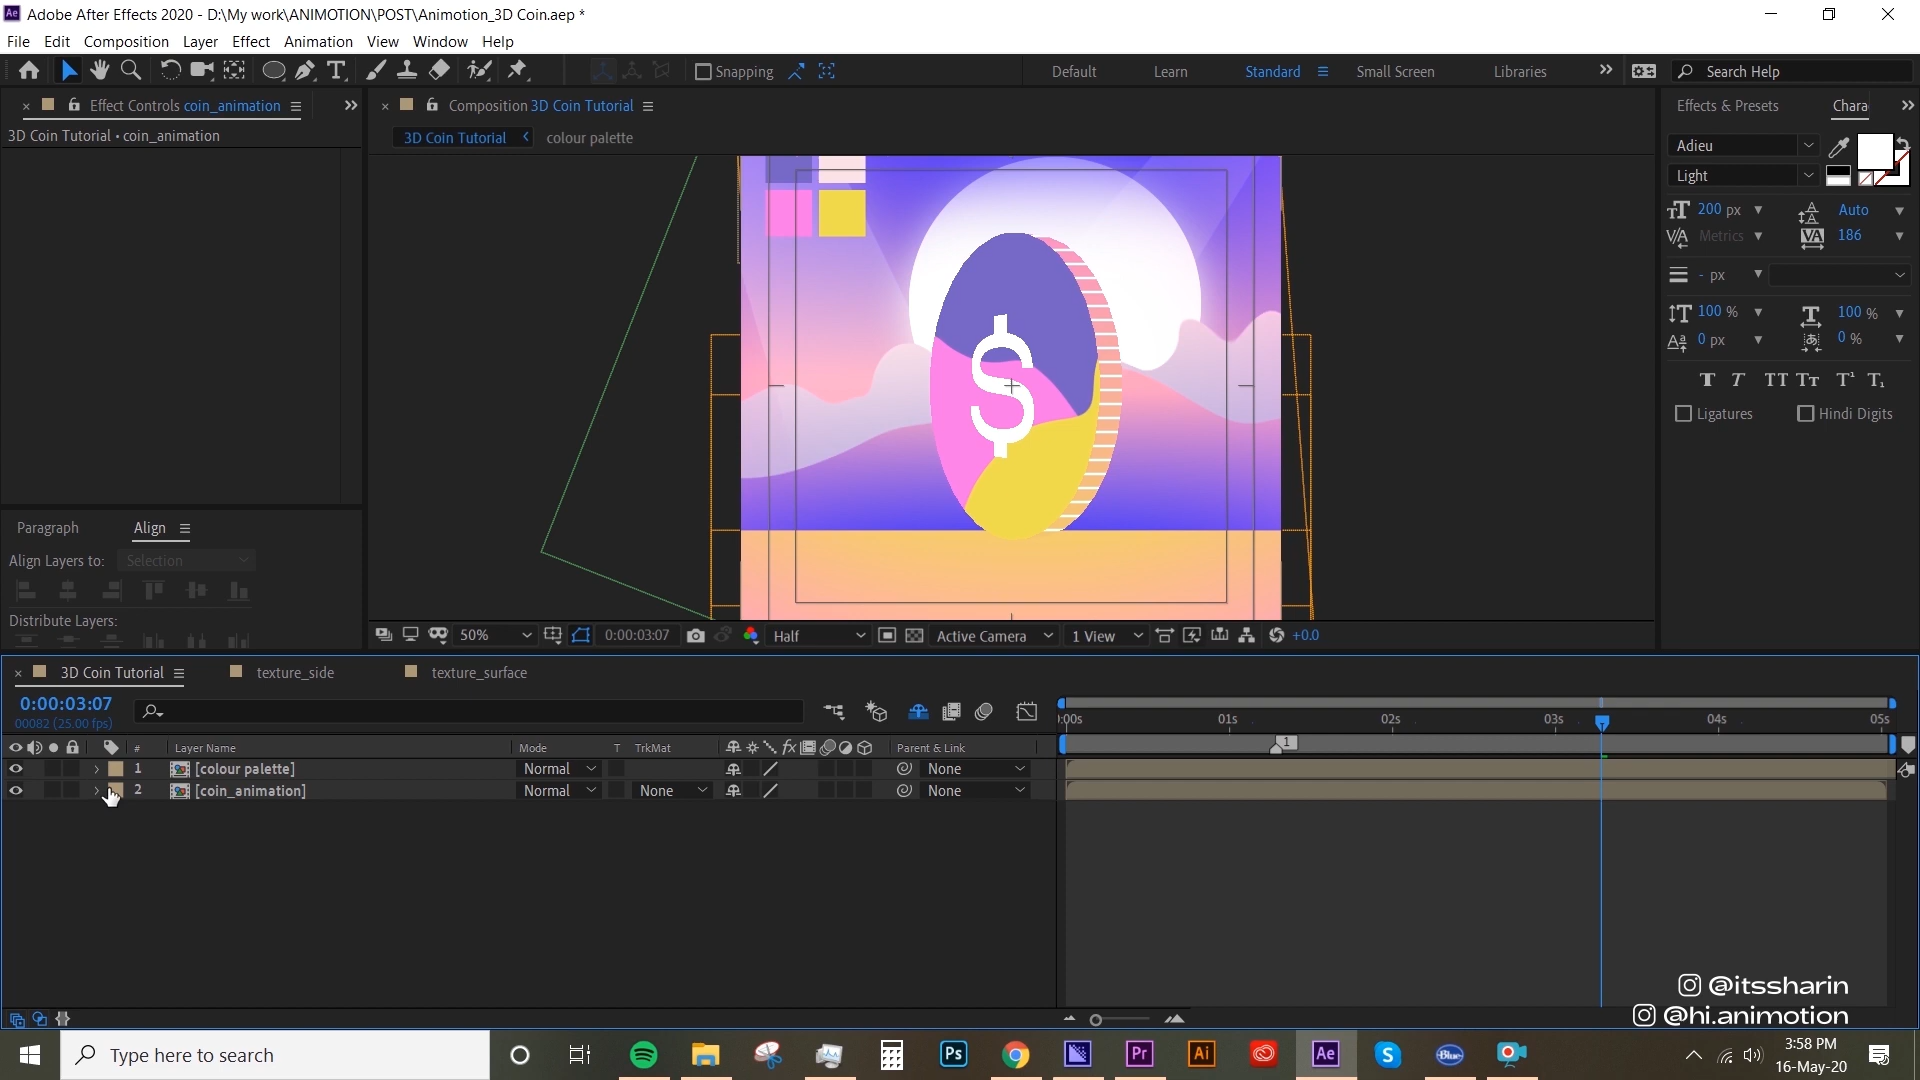 Adobe After Effects 2020 - D:\My work\ANIMOTION\POST\Animotion_3D Coin.aep *
File Edit Composition Layer Effect Animation View Window Help
Snapping Default Learn Standard Small Screen Libraries Search Help
Effect Controls coin_animation
Composition 3D Coin Tutorial
Effects & Presets Chara
3D Coin Tutorial • coin_animation
3D Coin Tutorial colour palette
Adieu
Light
200 px Auto
Metrics 186
- px
100 % 100 %
0 px 0 %
Ligatures Hindi Digits
$
Paragraph Align
Align Layers to: Selection
Distribute Layers:
50% 0:00:03:07 Half Active Camera 1 View +0.0
3D Coin Tutorial texture_side texture_surface
0:00:03:07
00082 (25.00 fps)
:00s 01s 02s 03s 04s 05s
# Layer Name Mode T TrkMat Parent & Link
1
1 [colour palette] Normal None
2 [coin_animation] Normal None None
@itssharin
@hi.animotion
Type here to search
Ps Pr Ai Ae Blue
3:58 PM
16-May-20